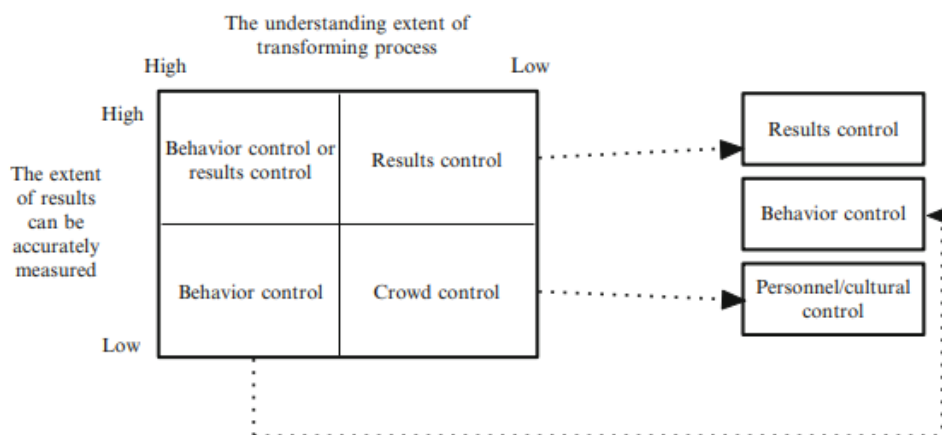 The understanding extent of
transforming process
High
Low
High
The extent
of results
can be
accurately
measured
Low
Behavior control or
results control
Results control
Behavior control
Crowd control
Results control
Behavior control
Personnel/cultural
control